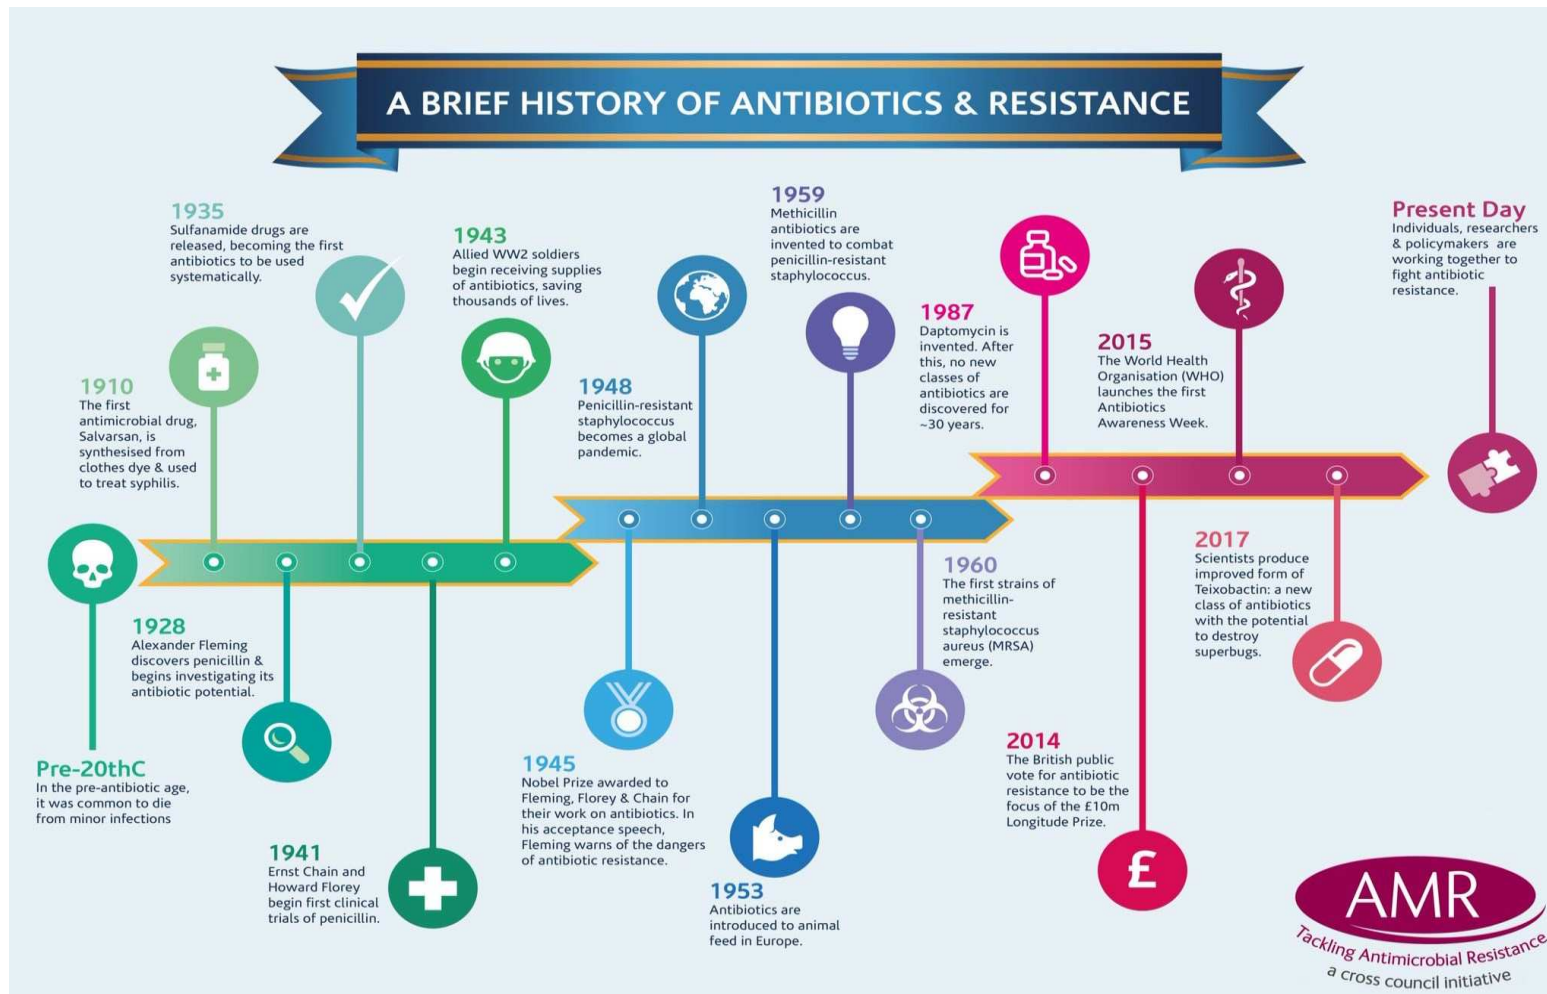 A BRIEF HISTORY OF ANTIBIOTICS & RESISTANCE
Pre-20thC
In the pre-antibiotic age,
it was common to die
from minor infections
1910
The first
antimicrobial drug,
Salvarsan, is
synthesised from
clothes dye & used
to treat syphilis.
1928
Alexander Fleming
discovers penicillin &
begins investigating its
antibiotic potential.
1935
Sulfanamide drugs are
released, becoming the first
antibiotics to be used
systematically.
1941
Ernst Chain and
Howard Florey
begin first clinical
trials of penicillin.
1943
Allied WW2 soldiers
begin receiving supplies
of antibiotics, saving
thousands of lives.
1945
Nobel Prize awarded to
Fleming, Florey & Chain for
their work on antibiotics. In
his acceptance speech,
Fleming warns of the dangers
of antibiotic resistance.
1948
Penicillin-resistant
staphylococcus
becomes a global
pandemic.
1953
Antibiotics are
introduced to animal
feed in Europe.
1959
Methicillin
antibiotics are
invented to combat
penicillin-resistant
staphylococcus.
1960
The first strains of
methicillin-
resistant
staphylococcus
aureus (MRSA)
emerge.
1987
Daptomycin is
invented. After
this, no new
classes of
antibiotics are
discovered for
~30 years.
2014
The British public
vote for antibiotic
resistance to be the
focus of the £10m
Longitude Prize.
£
2015
The World Health
Organisation (WHO)
launches the first
Antibiotics
Awareness Week.
2017
Scientists produce
improved form of
Teixobactin: a new
class of antibiotics
with the potential
to destroy
superbugs.
Present Day
Individuals, researchers
& policymakers are
working together to
fight antibiotic
resistance.
AMR
Tackling Antimicrobial Resistance
a cross council initiative